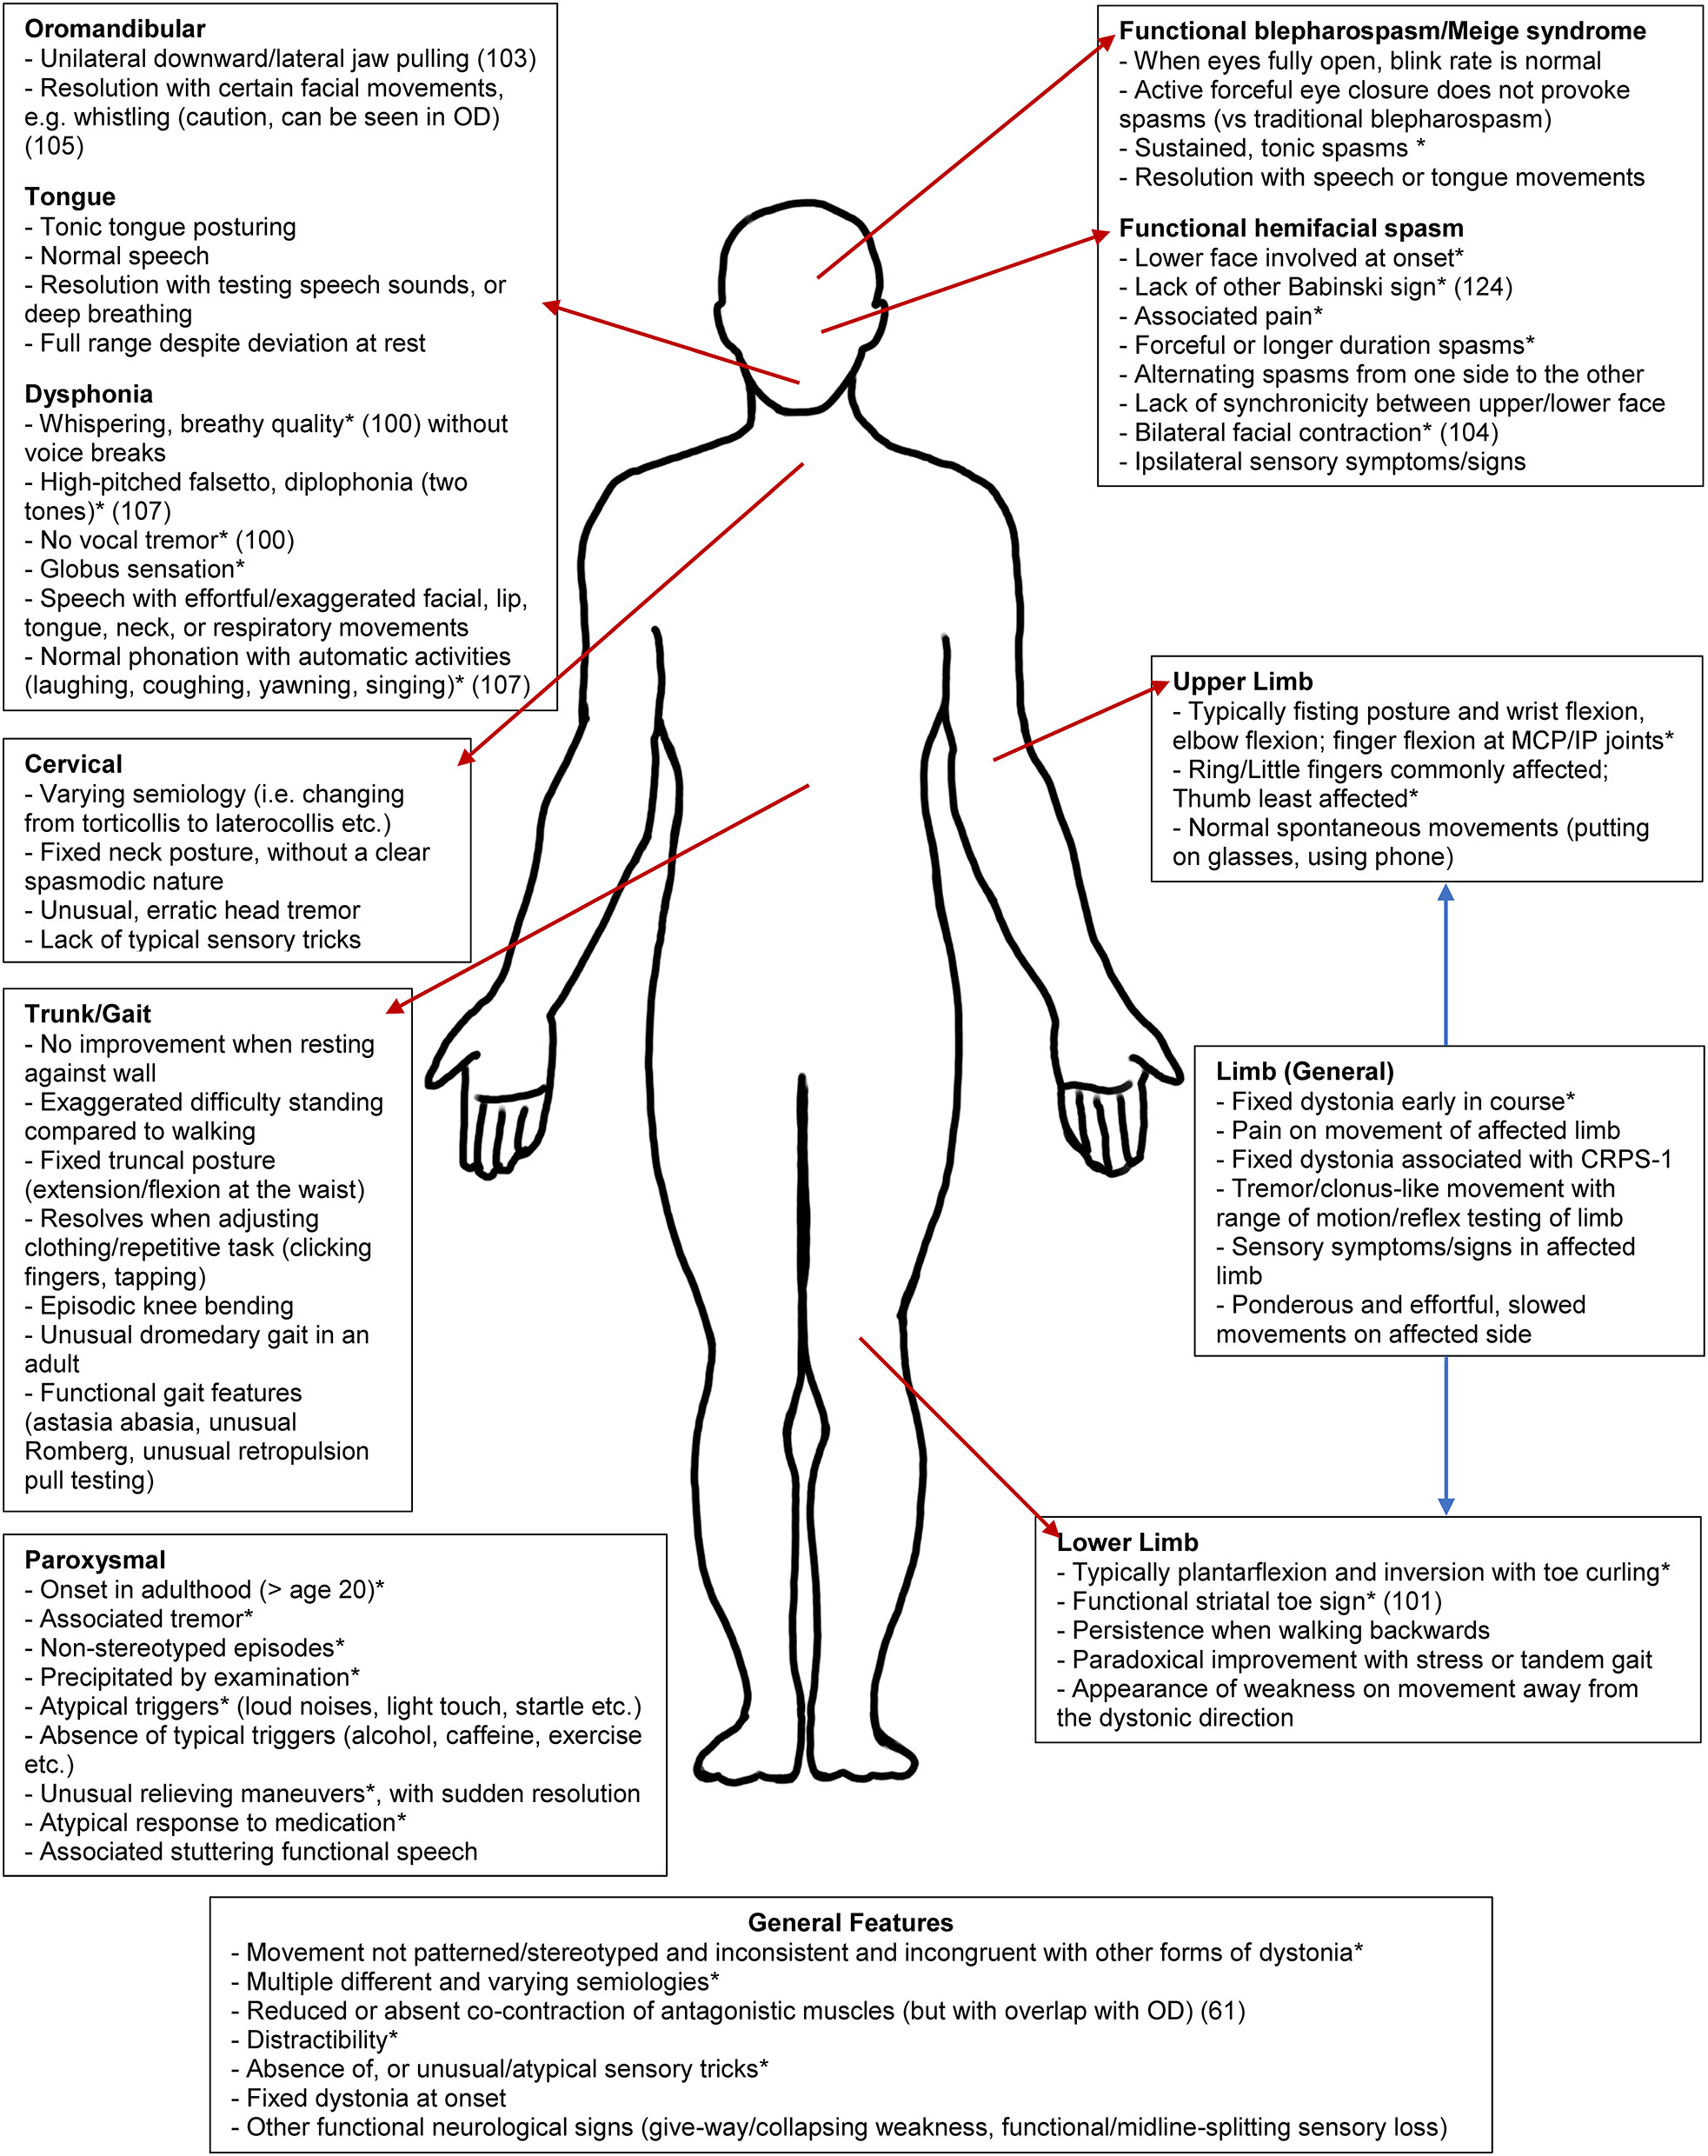 Oromandibular
- Unilateral downward/lateral jaw pulling (103)
- Resolution with certain facial movements,
e.g. whistling (caution, can be seen in OD)
(105)
Tongue
- Tonic tongue posturing
- Normal speech
- Resolution with testing speech sounds, or
deep breathing
- Full range despite deviation at rest
Dysphonia
- Whispering, breathy quality* (100) without
voice breaks
- High-pitched falsetto, diplophonia (two
tones)* (107)
- No vocal tremor* (100)
- Globus sensation*
- Speech with effortful/exaggerated facial, lip,
tongue, neck, or respiratory movements
- Normal phonation with automatic activities
(laughing, coughing, yawning, singing)* (107)
Cervical
- Varying semiology (i.e. changing
from torticollis to laterocollis etc.)
- Fixed neck posture, without a clear
spasmodic nature
- Unusual, erratic head tremor
- Lack of typical sensory tricks
Trunk/Gait
- No improvement when resting
against wall
- Exaggerated difficulty standing
compared to walking
- Fixed truncal posture
(extension/flexion at the waist)
- Resolves when adjusting
clothing/repetitive task (clicking
fingers, tapping)
- Episodic knee bending
- Unusual dromedary gait in an
adult
- Functional gait features
(astasia abasia, unusual
Romberg, unusual retropulsion
pull testing)
Paroxysmal
- Onset in adulthood (> age 20)*
- Associated tremor*
- Non-stereotyped episodes*
- Precipitated by examination*
- Atypical triggers* (loud noises, light touch, startle etc.)
- Absence of typical triggers (alcohol, caffeine, exercise
etc.)
- Unusual relieving maneuvers*, with sudden resolution
- Atypical response to medication*
- Associated stuttering functional speech
Functional blepharospasm/Meige syndrome
- When eyes fully open, blink rate is normal
- Active forceful eye closure does not provoke
spasms (vs traditional blepharospasm)
- Sustained, tonic spasms *
- Resolution with speech or tongue movements
Functional hemifacial spasm
- Lower face involved at onset*
- Lack of other Babinski sign* (124)
- Associated pain*
- Forceful or longer duration spasms*
- Alternating spasms from one side to the other
- Lack of synchronicity between upper/lower face
- Bilateral facial contraction* (104)
- Ipsilateral sensory symptoms/signs
Upper Limb
- Typically fisting posture and wrist flexion,
elbow flexion; finger flexion at MCP/IP joints*
- Ring/Little fingers commonly affected;
Thumb least affected*
- Normal spontaneous movements (putting
on glasses, using phone)
Limb (General)
- Fixed dystonia early in course*
- Pain on movement of affected limb
- Fixed dystonia associated with CRPS-1
- Tremor/clonus-like movement with
range of motion/reflex testing of limb
- Sensory symptoms/signs in affected
limb
- Ponderous and effortful, slowed
movements on affected side
Lower Limb
- Typically plantarflexion and inversion with toe curling*
- Functional striatal toe sign* (101)
- Persistence when walking backwards
- Paradoxical improvement with stress or tandem gait
- Appearance of weakness on movement away from
the dystonic direction
General Features
- Movement not patterned/stereotyped and inconsistent and incongruent with other forms of dystonia*
- Multiple different and varying semiologies*
- Reduced or absent co-contraction of antagonistic muscles (but with overlap with OD) (61)
- Distractibility*
- Absence of, or unusual/atypical sensory tricks*
- Fixed dystonia at onset
- Other functional neurological signs (give-way/collapsing weakness, functional/midline-splitting sensory loss)